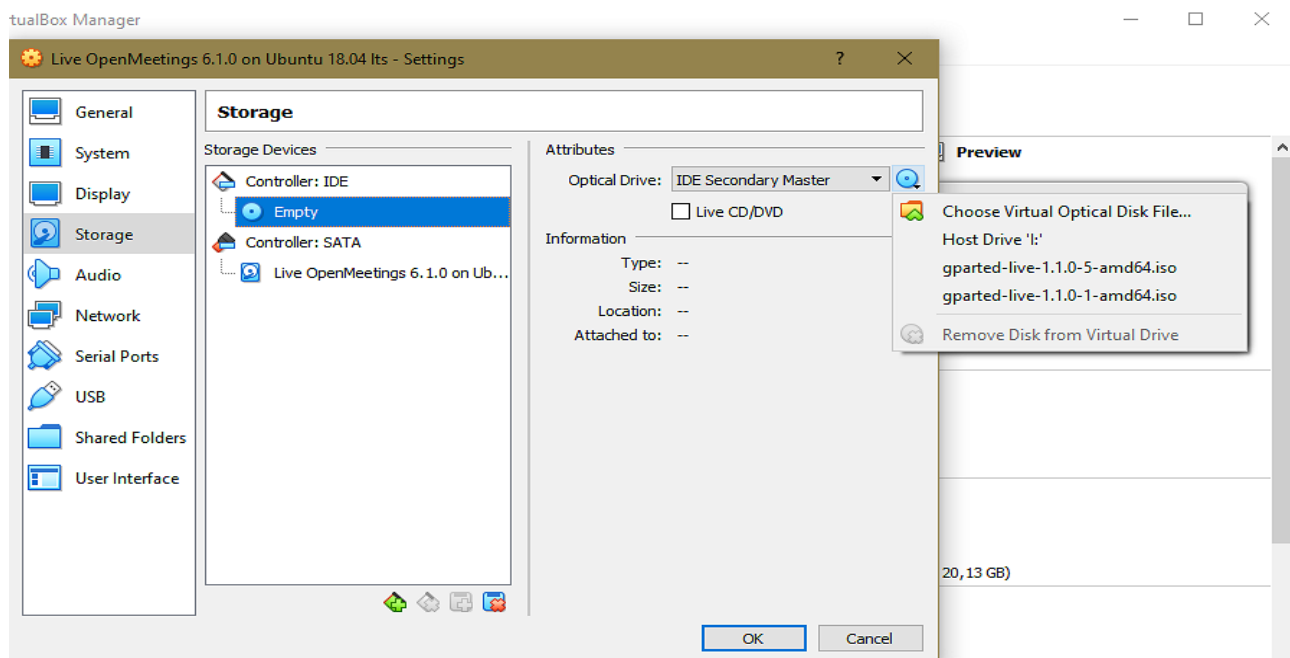 tualBox Manager
Live OpenMeetings 6.1.0 on Ubuntu 18.04 lts - Settings
?
General
System
Display
Storage
Audio
Network
Serial Ports
USB
Shared Folders
User Interface
Storage
Storage Devices
Controller: IDE
Empty
Controller: SATA
Live OpenMeetings 6.1.0 on Ub...
Attributes
Optical Drive: IDE Secondary Master
Live CD/DVD
Information
Type: --
Size: --
Location: --
Attached to: --
Preview
Choose Virtual Optical Disk File...
Host Drive 'I:'
gparted-live-1.1.0-5-amd64.iso
gparted-live-1.1.0-1-amd64.iso
Remove Disk from Virtual Drive
20,13 GB)
OK
Cancel